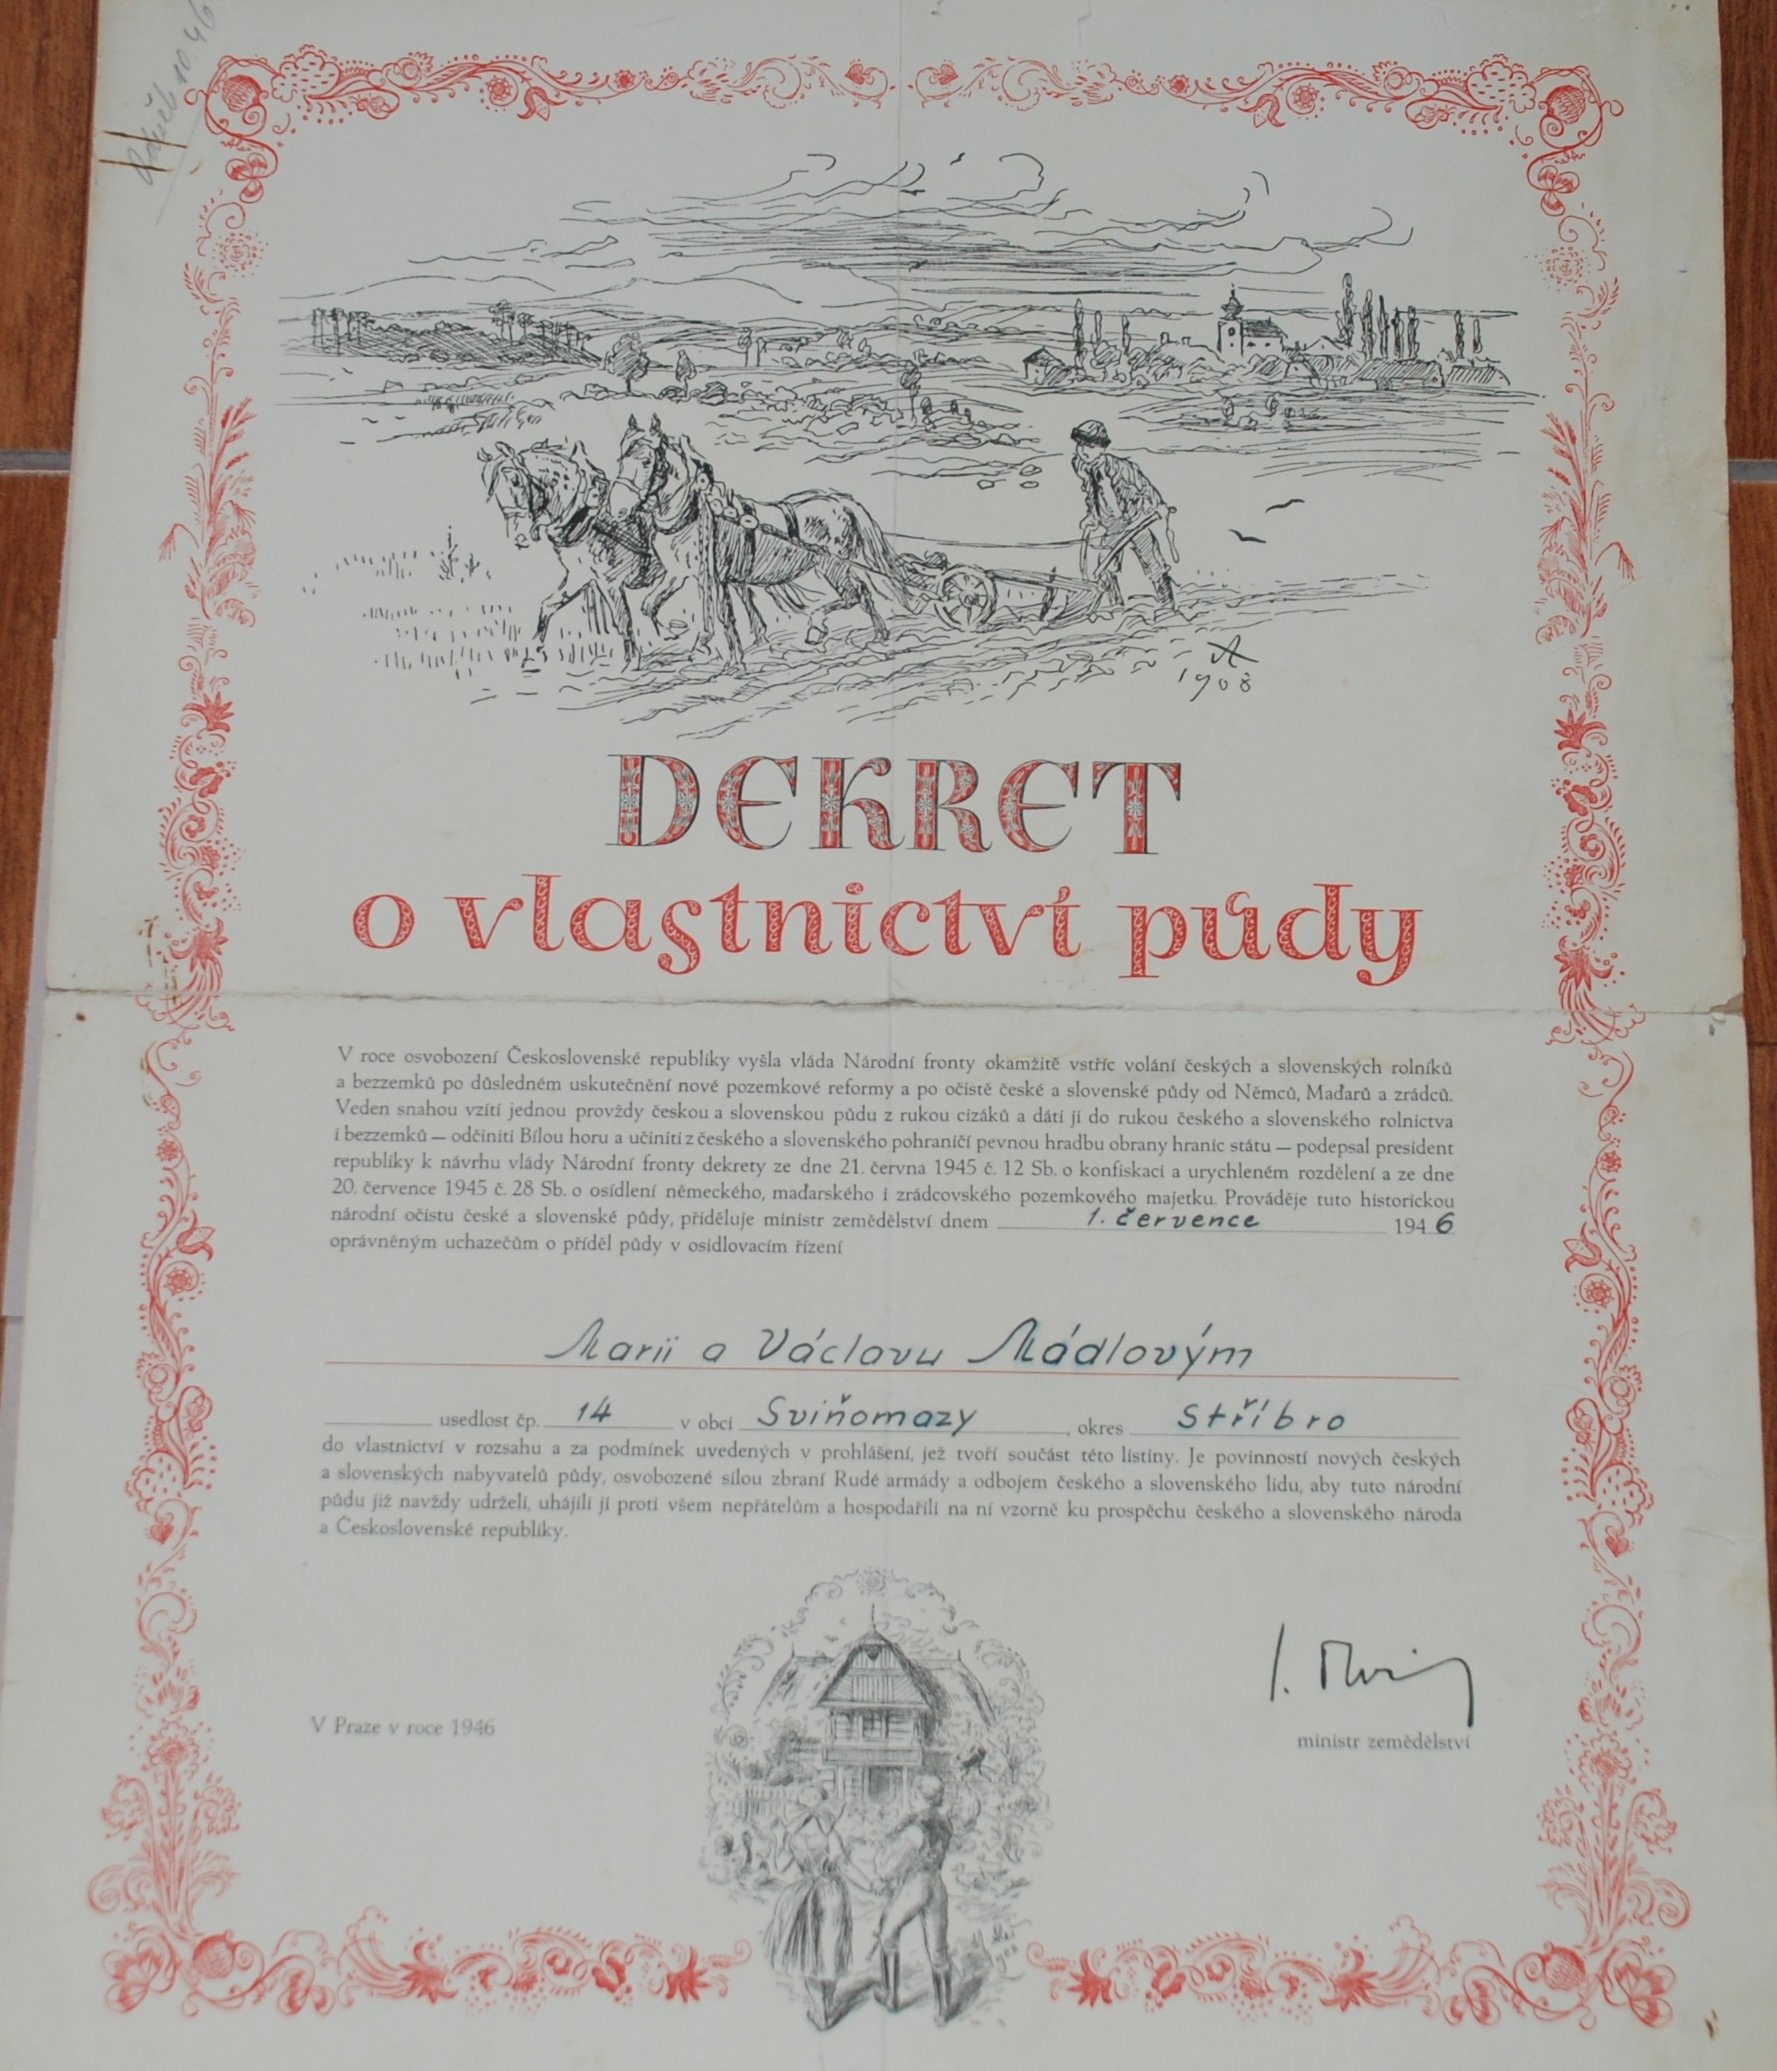 10.46
1908
DEKRET
o vlastnictví půdy
V roce osvobození Československé republiky vyšla vláda Národní fronty okamžitě vstříc volání českých a slovenských rolníků
a bezzemků po důsledném uskutečnění nové pozemkové reformy a po očistě české a slovenské půdy od Němců, Maďarů a zrádců.
Veden snahou vzíti jednou provždy českou a slovenskou půdu z rukou cizáků a dáti ji do rukou českého a slovenského rolnictva
i bezzemků — odčiniti Bílou horu a učiniti z českého a slovenského pohraničí pevnou hradbu obrany hranic státu — podepsal president
republiky k návrhu vlády Národní fronty dekrety ze dne 21. června 1945 č. 12 Sb. o konfiskaci a urychleném rozdělení a ze dne
20. července 1945 č. 28 Sb. o osídlení německého, maďarského i zrádcovského pozemkového majetku. Prováděje tuto historickou
národní očistu české a slovenské půdy, přiděluje ministr zemědělství dnem 1. července 1946
oprávněným uchazečům o příděl půdy v osidlovacím řízení
Marii a Václavu Mádlovým
usedlost čp. 14 v obci Sviňomazy, okres Stříbro
do vlastnictví v rozsahu a za podmínek uvedených v prohlášení, jež tvoří součást této listiny. Je povinností nových českých
a slovenských nabyvatelů půdy, osvobozené silou zbraní Rudé armády a odbojem českého a slovenského lidu, aby tuto národní
půdu již navždy udrželi, uhájili ji proti všem nepřátelům a hospodařili na ní vzorně ku prospěchu českého a slovenského národa
a Československé republiky.
V Praze v roce 1946
ministr zemědělství